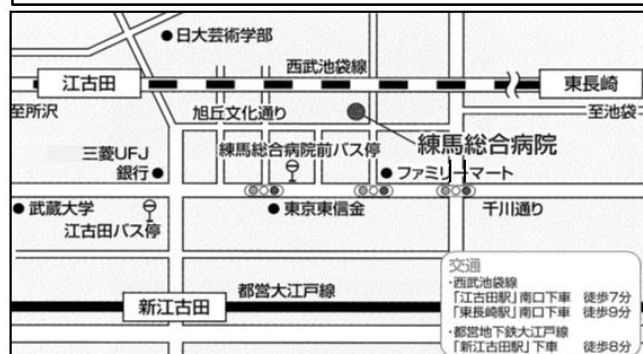 日大芸術学部
西武池袋線
江古田
東長崎
至所沢
旭丘文化通り
至池袋
練馬総合病院
三菱UFJ
銀行
練馬総合病院前バス停
ファミリーマート
武蔵大学
江古田バス停
東京東信金
千川通り
都営大江戸線
新江古田
交通
・西武池袋線
「江古田駅」南口下車 徒歩7分
「東長崎駅」南口下車 徒歩9分
・都営地下鉄大江戸線
「新江古田駅」下車 徒歩8分